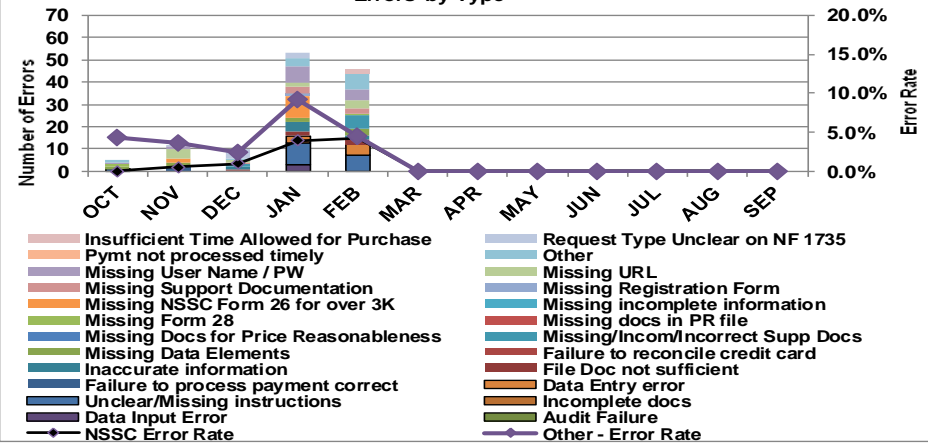 Errors by Type
70
60
50
40
30
20
10
0
Number of Errors
20.0%
15.0%
10.0%
5.0%
0.0%
Error Rate
OCT NOV DEC JAN FEB MAR APR MAY JUN JUL AUG SEP
Insufficient Time Allowed for Purchase
Request Type Unclear on NF 1735
Pymt not processed timely
Other
Missing User Name / PW
Missing URL
Missing Support Documentation
Missing Registration Form
Missing NSSC Form 26 for over 3K
Missing incomplete information
Missing Form 28
Missing docs in PR file
Missing Docs for Price Reasonableness
Missing/Incom/Incorrect Supp Docs
Missing Data Elements
Failure to reconcile credit card
Inaccurate information
File Doc not sufficient
Failure to process payment correct
Data Entry error
Unclear/Missing instructions
Incomplete docs
Data Input Error
Audit Failure
NSSC Error Rate
Other - Error Rate